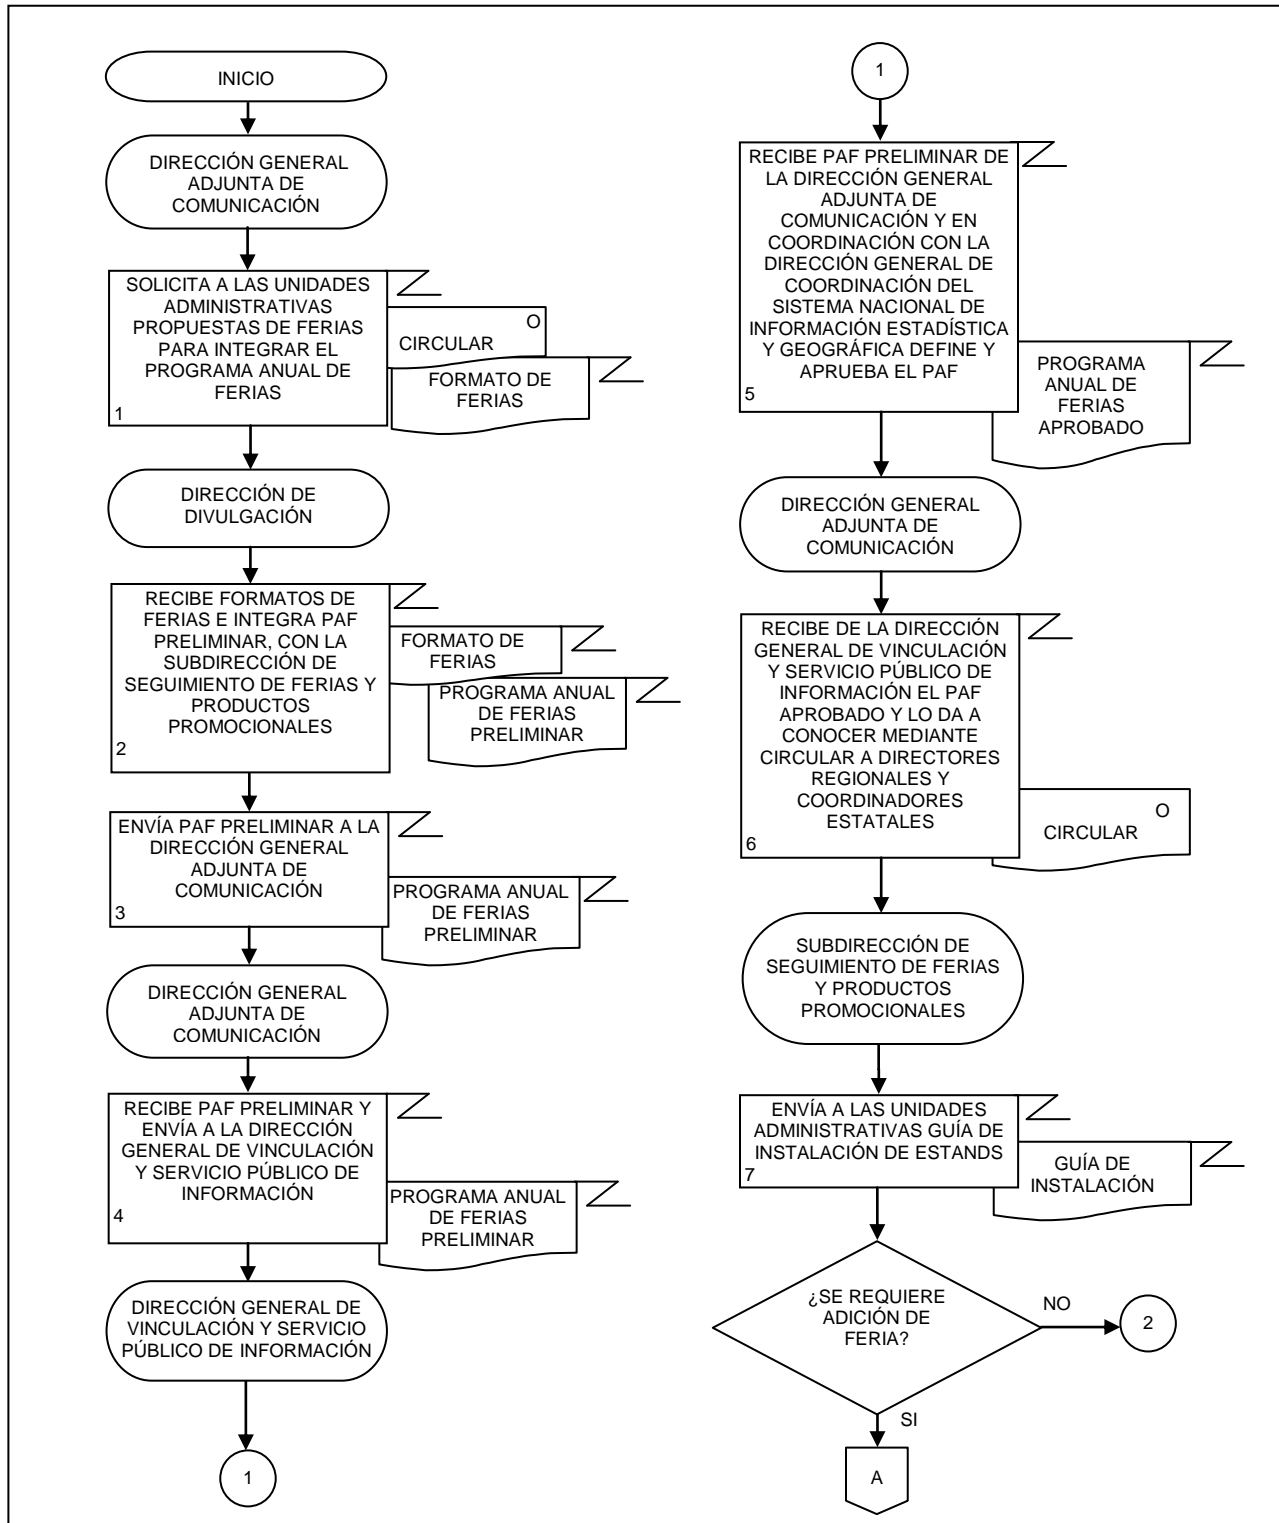 INICIO
DIRECCIÓN GENERAL
ADJUNTA DE
COMUNICACIÓN
SOLICITA A LAS UNIDADES
ADMINISTRATIVAS
PROPUESTAS DE FERIAS
PARA INTEGRAR EL
PROGRAMA ANUAL DE
FERIAS
1
O
CIRCULAR
FORMATO DE
FERIAS
DIRECCIÓN DE
DIVULGACIÓN
RECIBE FORMATOS DE
FERIAS E INTEGRA PAF
PRELIMINAR, CON LA
SUBDIRECCIÓN DE
SEGUIMIENTO DE FERIAS Y
PRODUCTOS
PROMOCIONALES
2
FORMATO DE
FERIAS
PROGRAMA ANUAL
DE FERIAS
PRELIMINAR
ENVÍA PAF PRELIMINAR A LA
DIRECCIÓN GENERAL
ADJUNTA DE
COMUNICACIÓN
3
PROGRAMA ANUAL
DE FERIAS
PRELIMINAR
DIRECCIÓN GENERAL
ADJUNTA DE
COMUNICACIÓN
RECIBE PAF PRELIMINAR Y
ENVÍA A LA DIRECCIÓN
GENERAL DE VINCULACIÓN
Y SERVICIO PÚBLICO DE
INFORMACIÓN
4
PROGRAMA ANUAL
DE FERIAS
PRELIMINAR
DIRECCIÓN GENERAL DE
VINCULACIÓN Y SERVICIO
PÚBLICO DE INFORMACIÓN
1
1
RECIBE PAF PRELIMINAR DE
LA DIRECCIÓN GENERAL
ADJUNTA DE
COMUNICACIÓN Y EN
COORDINACIÓN CON LA
DIRECCIÓN GENERAL DE
COORDINACIÓN DEL
SISTEMA NACIONAL DE
INFORMACIÓN ESTADÍSTICA
Y GEOGRÁFICA DEFINE Y
APRUEBA EL PAF
5
PROGRAMA
ANUAL DE
FERIAS
APROBADO
DIRECCIÓN GENERAL
ADJUNTA DE
COMUNICACIÓN
RECIBE DE LA DIRECCIÓN
GENERAL DE VINCULACIÓN
Y SERVICIO PÚBLICO DE
INFORMACIÓN EL PAF
APROBADO Y LO DA A
CONOCER MEDIANTE
CIRCULAR A DIRECTORES
REGIONALES Y
COORDINADORES
ESTATALES
6
O
CIRCULAR
SUBDIRECCIÓN DE
SEGUIMIENTO DE FERIAS
Y PRODUCTOS
PROMOCIONALES
ENVÍA A LAS UNIDADES
ADMINISTRATIVAS GUÍA DE
INSTALACIÓN DE ESTANDS
7
GUÍA DE
INSTALACIÓN
¿SE REQUIERE
ADICIÓN DE
FERIA?
NO
2
SI
A